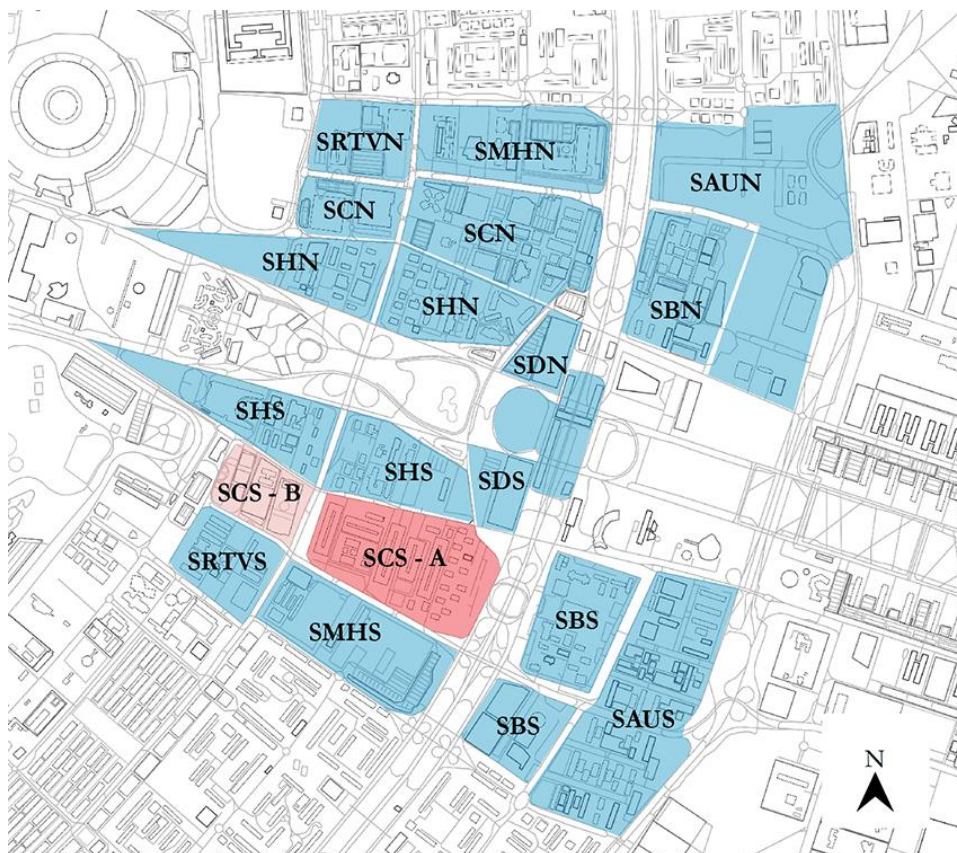 SRTVN
SMHN
SAUN
SCN
SCN
SHN
SHN
SBN
SDN
SHS
SHS
SDS
SCS - B
SCS - A
SRTVS
SMHS
SBS
SBS
SAUS
N